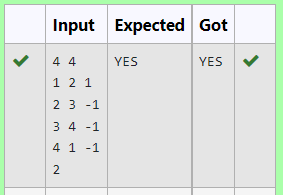 Input Expected Got
4 4 YES YES
1 2 1
2 3 -1
3 4 -1
4 1 -1
2